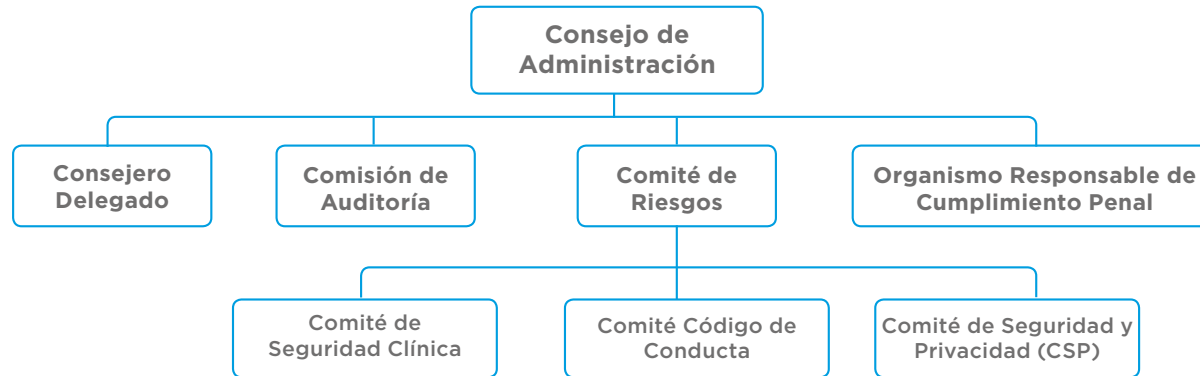 Consejo de
Administración
Consejero
Delegado
Comisión de
Auditoría
Comité de
Riesgos
Organismo Responsable de
Cumplimiento Penal
Comité de
Seguridad Clínica
Comité Código de
Conducta
Comité de Seguridad y
Privacidad (CSP)